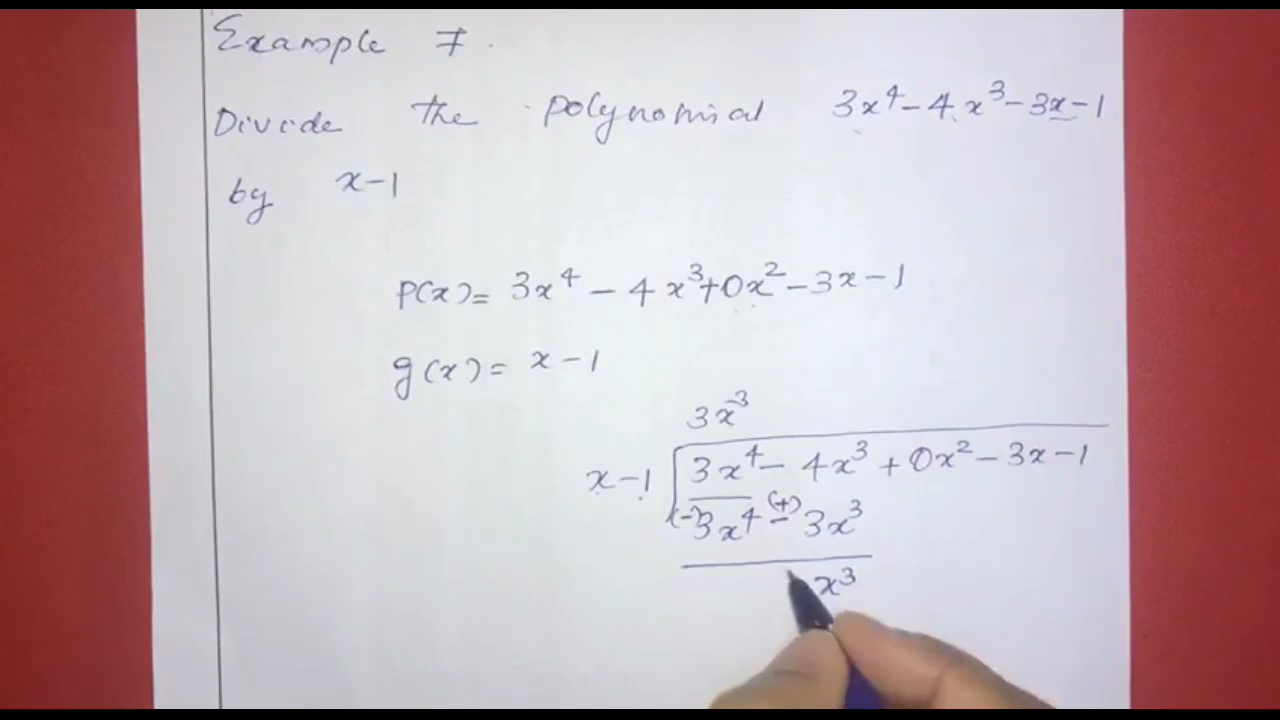 Example 7.
Divide the polynomial 3x⁴-4x³-3x-1
by x-1
P(x)= 3x⁴-4x³+0x²-3x-1
g(x)= x-1
3x³
x-1 3x⁴-4x³+0x²-3x-1
(-)3x⁴ (+)-3x³
x³